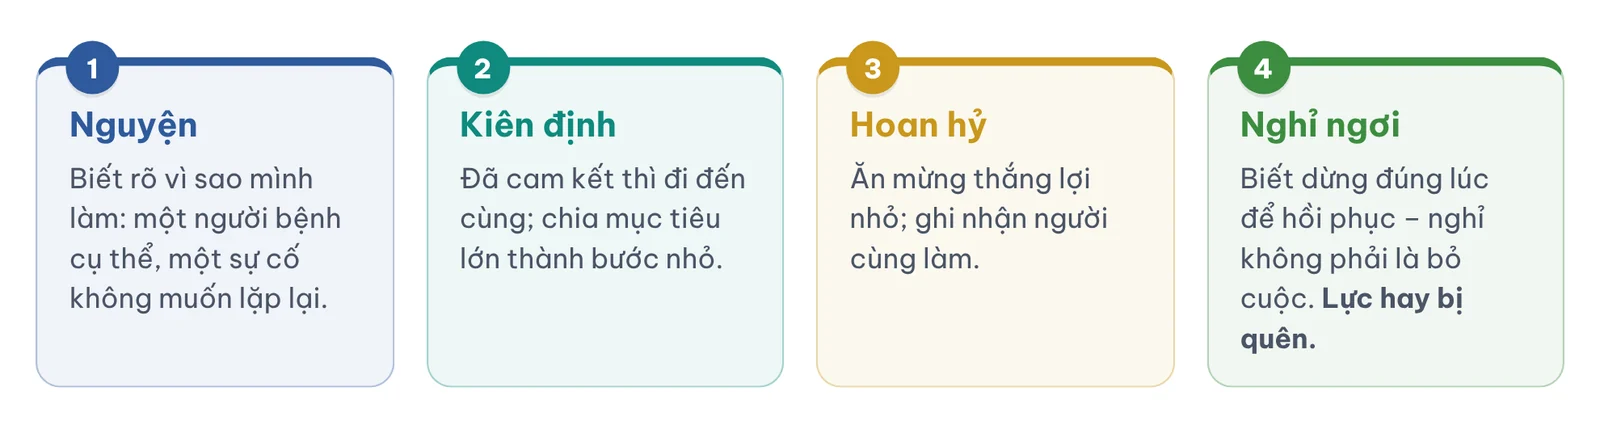 1
Nguyện
Biết rõ vì sao mình
làm: một người bệnh
cụ thể, một sự cố
không muốn lặp lại.
2
Kiên định
Đã cam kết thì đi đến
cùng; chia mục tiêu
lớn thành bước nhỏ.
3
Hoan hỷ
Ăn mừng thắng lợi
nhỏ; ghi nhận người
cùng làm.
4
Nghỉ ngơi
Biết dừng đúng lúc
để hồi phục – nghỉ
không phải là bỏ
cuộc. Lực hay bị
quên.